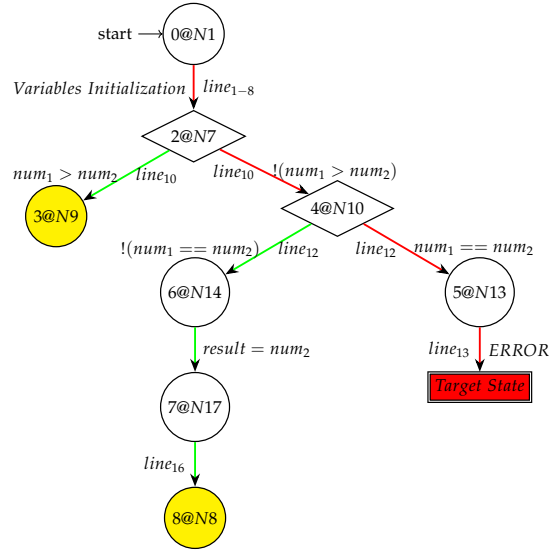 start
0@N1
Variables Initialization
line₁₋₈
2@N7
num₁ > num₂
line₁₀
line₁₀
!(num₁ > num₂)
3@N9
4@N10
!(num₁ == num₂)
line₁₂
line₁₂
num₁ == num₂
6@N14
5@N13
result = num₂
line₁₃
ERROR
Target State
7@N17
line₁₆
8@N8